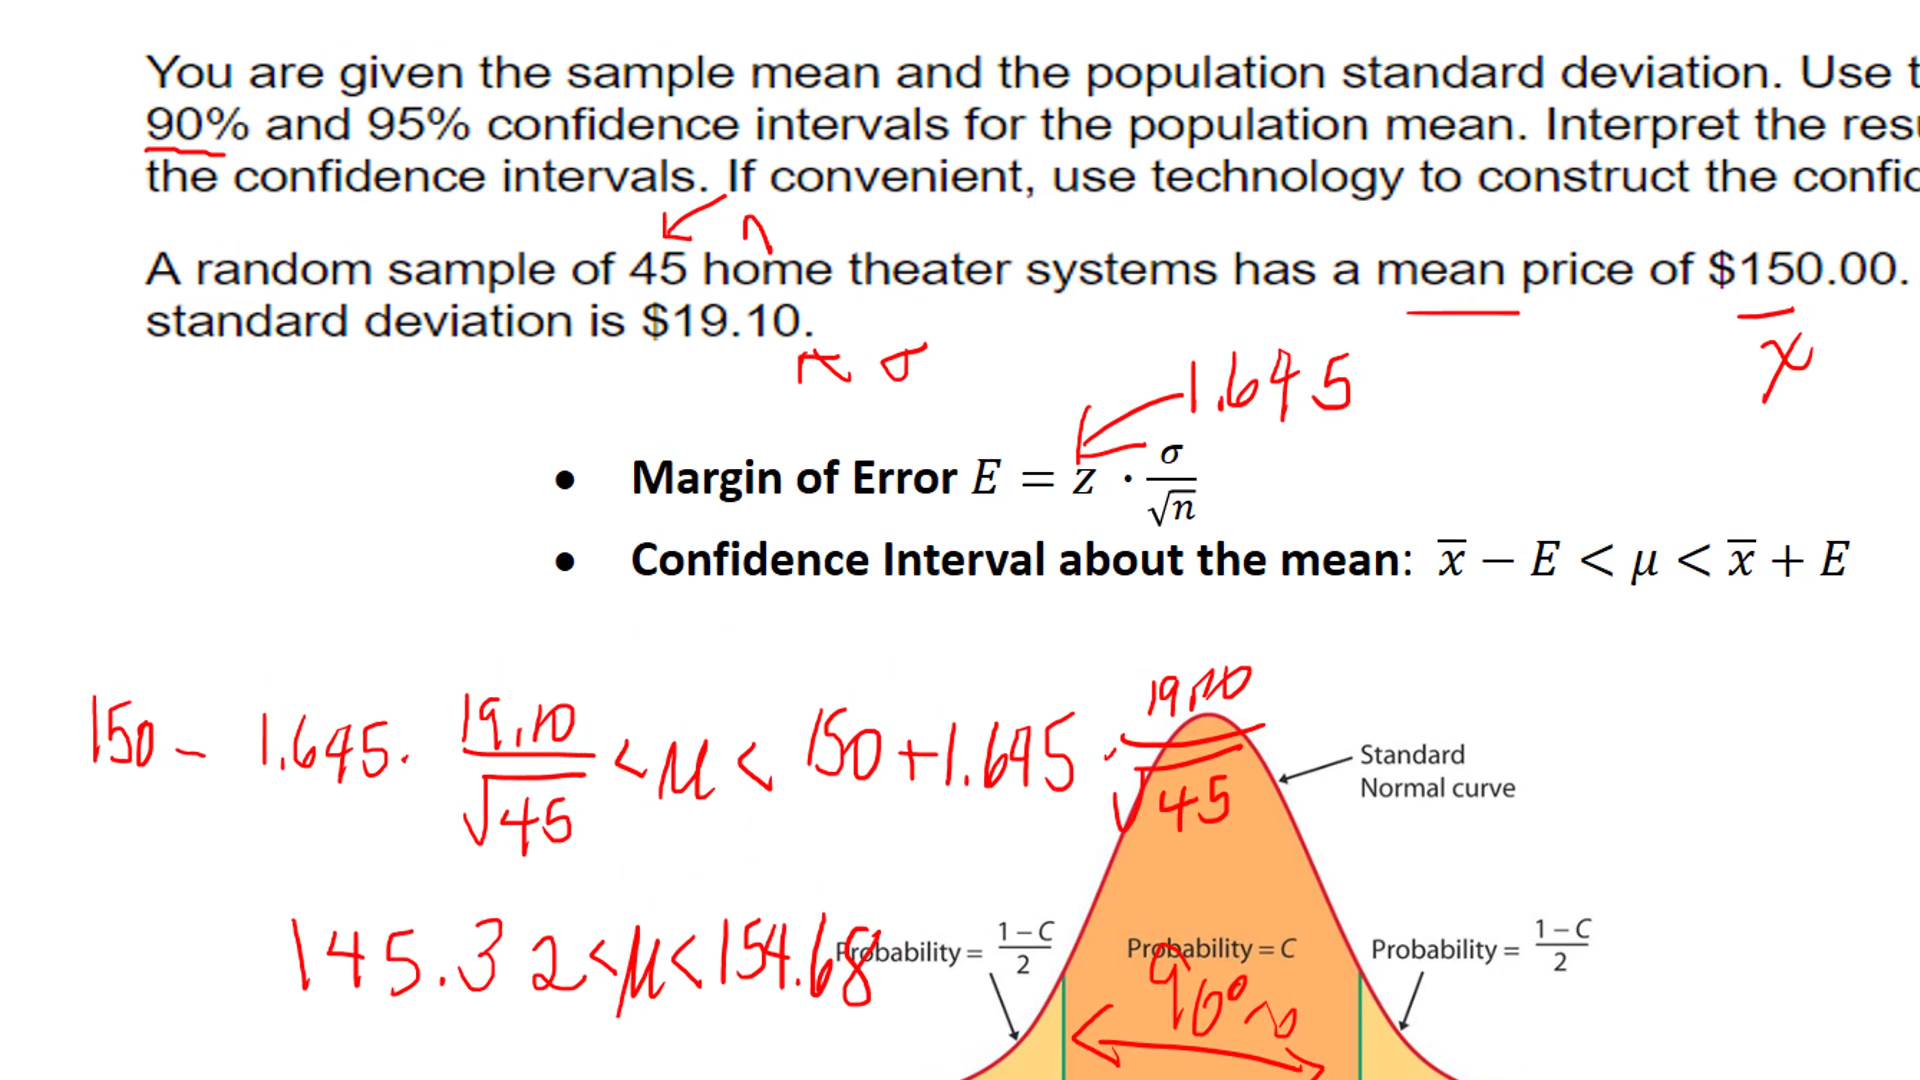 You are given the sample mean and the population standard deviation. Use t
90% and 95% confidence intervals for the population mean. Interpret the res
the confidence intervals. If convenient, use technology to construct the confid
n
A random sample of 45 home theater systems has a mean price of $150.00.
standard deviation is $19.10.
σ
x̄
1.645
• Margin of Error E = z · σ/√n
• Confidence Interval about the mean: x̄ − E < μ < x̄ + E
150 − 1.645 · 19.10/√45 < μ < 150 + 1.645 · 19.10/√45
Standard
Normal curve
145.32 < μ < 154.68
Probability = (1 − C)/2
Probability = C
Probability = (1 − C)/2
90%